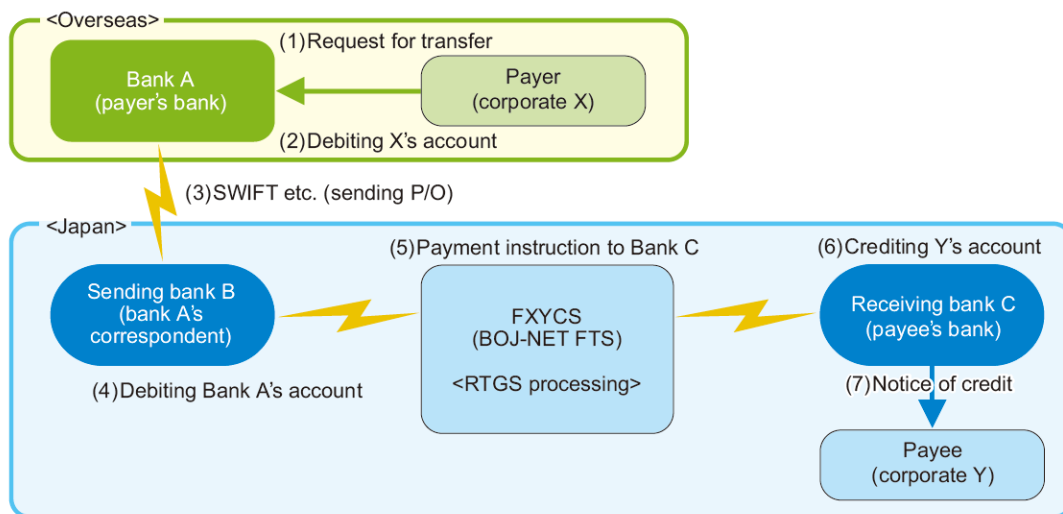 <Overseas>
(1)Request for transfer
Bank A
(payer's bank)
Payer
(corporate X)
(2)Debiting X's account
(3)SWIFT etc. (sending P/O)
<Japan>
(5)Payment instruction to Bank C
(6)Crediting Y's account
Sending bank B
(bank A's
correspondent)
FXYCS
(BOJ-NET FTS)
<RTGS processing>
Receiving bank C
(payee's bank)
(4)Debiting Bank A's account
(7)Notice of credit
Payee
(corporate Y)